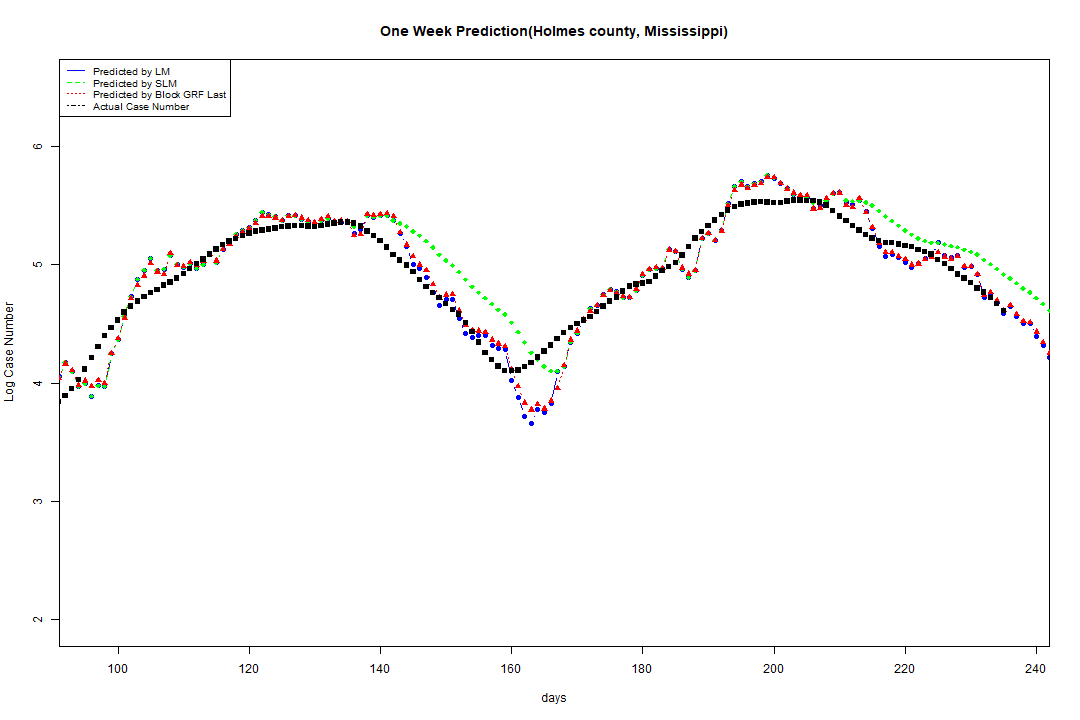 One Week Prediction(Holmes county, Mississippi)
Predicted by LM
Predicted by SLM
Predicted by Block GRF Last
Actual Case Number
6
5
4
3
2
Log Case Number
100 120 140 160 180 200 220 240
days